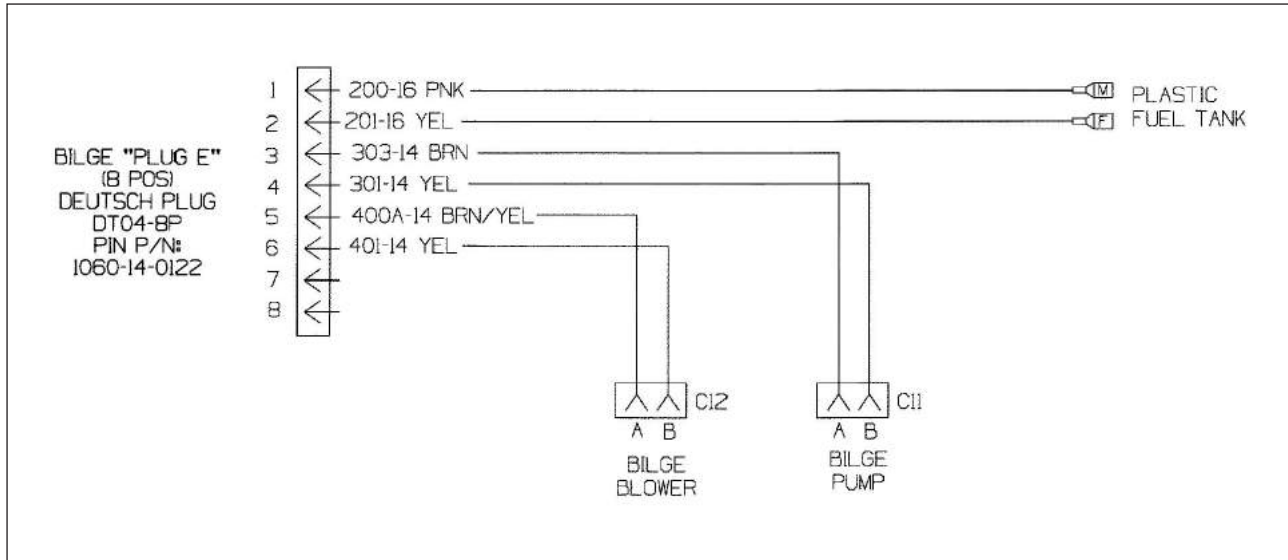 BILGE "PLUG E"
(8 POS)
DEUTSCH PLUG
DT04-8P
PIN P/N:
1060-14-0122
1 200-16 PNK
2 201-16 YEL
3 303-14 BRN
4 301-14 YEL
5 400A-14 BRN/YEL
6 401-14 YEL
7
8
M
F
PLASTIC
FUEL TANK
C12
A B
BILGE
BLOWER
C11
A B
BILGE
PUMP